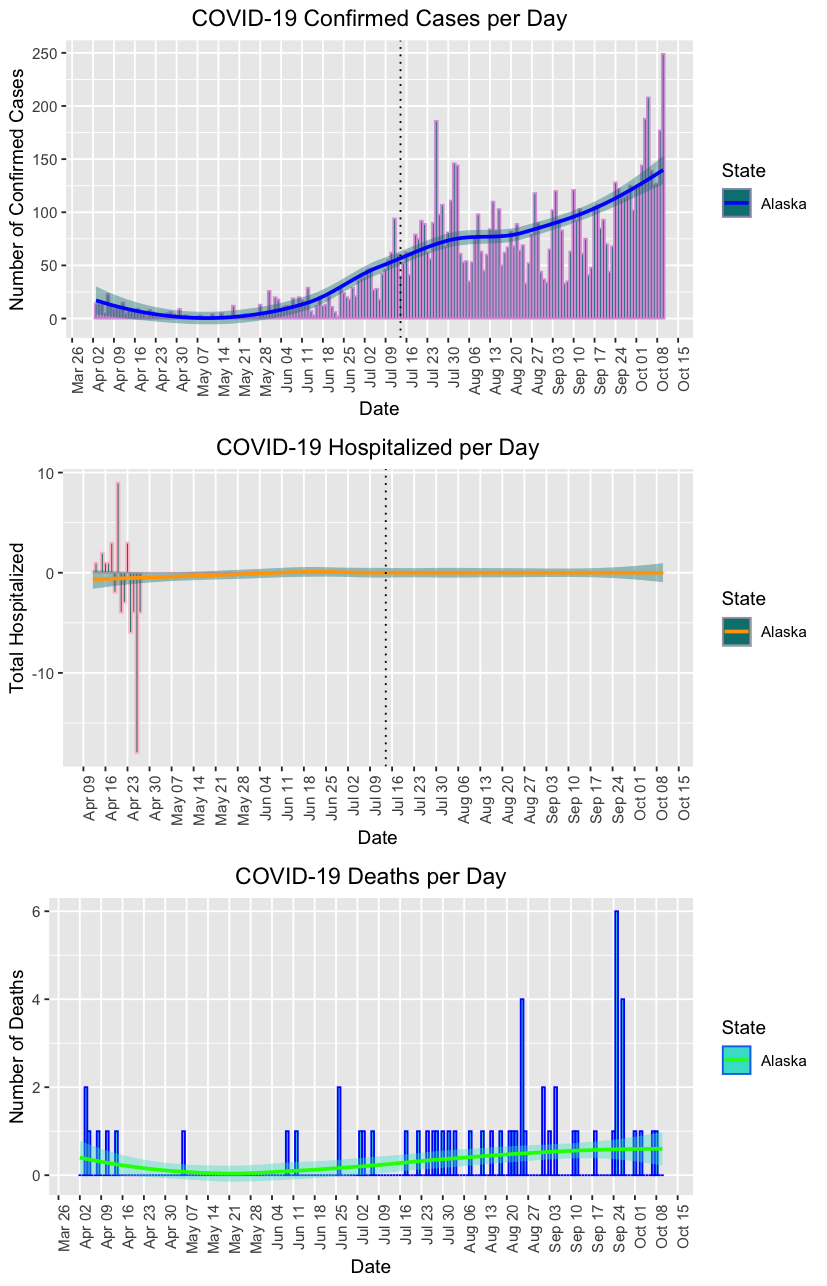 COVID-19 Confirmed Cases per Day
Number of Confirmed Cases
250
200
150
100
50
0
Mar 26 Apr 02 Apr 09 Apr 16 Apr 23 Apr 30 May 07 May 14 May 21 May 28 Jun 04 Jun 11 Jun 18 Jun 25 Jul 02 Jul 09 Jul 16 Jul 23 Jul 30 Aug 06 Aug 13 Aug 20 Aug 27 Sep 03 Sep 10 Sep 17 Sep 24 Oct 01 Oct 08 Oct 15
Date
State
Alaska
COVID-19 Hospitalized per Day
Total Hospitalized
10
0
-10
Apr 09 Apr 16 Apr 23 Apr 30 May 07 May 14 May 21 May 28 Jun 04 Jun 11 Jun 18 Jun 25 Jul 02 Jul 09 Jul 16 Jul 23 Jul 30 Aug 06 Aug 13 Aug 20 Aug 27 Sep 03 Sep 10 Sep 17 Sep 24 Oct 01 Oct 08 Oct 15
Date
State
Alaska
COVID-19 Deaths per Day
Number of Deaths
6
4
2
0
Mar 26 Apr 02 Apr 09 Apr 16 Apr 23 Apr 30 May 07 May 14 May 21 May 28 Jun 04 Jun 11 Jun 18 Jun 25 Jul 02 Jul 09 Jul 16 Jul 23 Jul 30 Aug 06 Aug 13 Aug 20 Aug 27 Sep 03 Sep 10 Sep 17 Sep 24 Oct 01 Oct 08 Oct 15
Date
State
Alaska